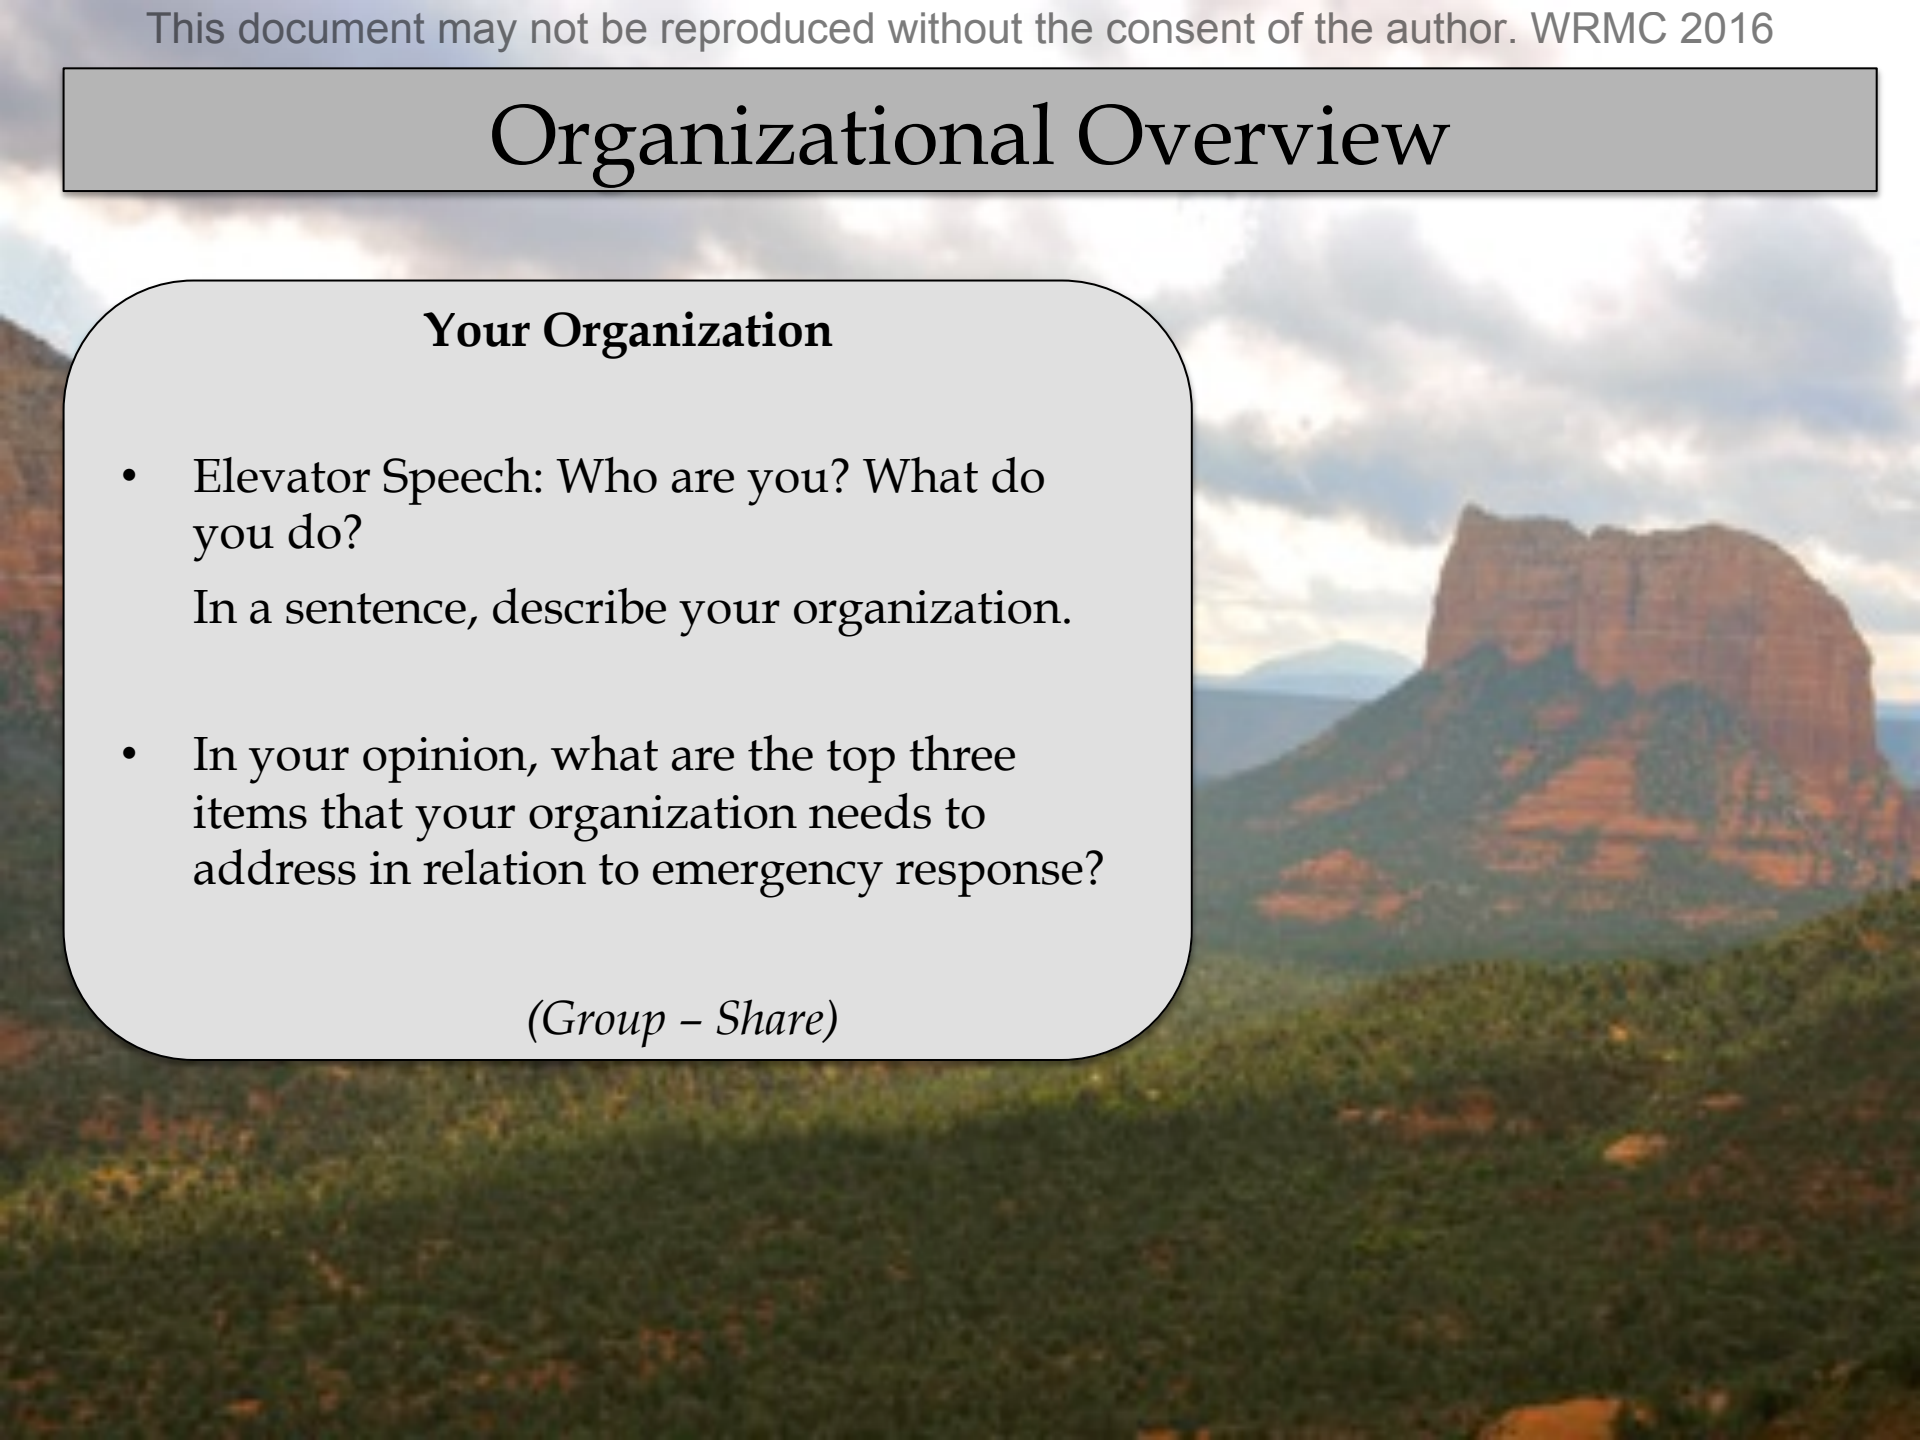 This document may not be reproduced without the consent of the author. WRMC 2016
Organizational Overview
Your Organization
• Elevator Speech: Who are you? What do
you do?
In a sentence, describe your organization.
• In your opinion, what are the top three
items that your organization needs to
address in relation to emergency response?
(Group – Share)